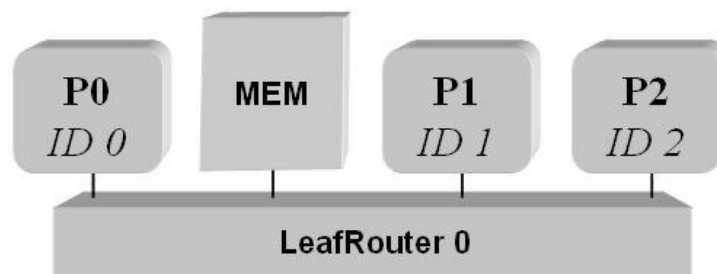 P0
ID 0
MEM
P1
ID 1
P2
ID 2
LeafRouter 0